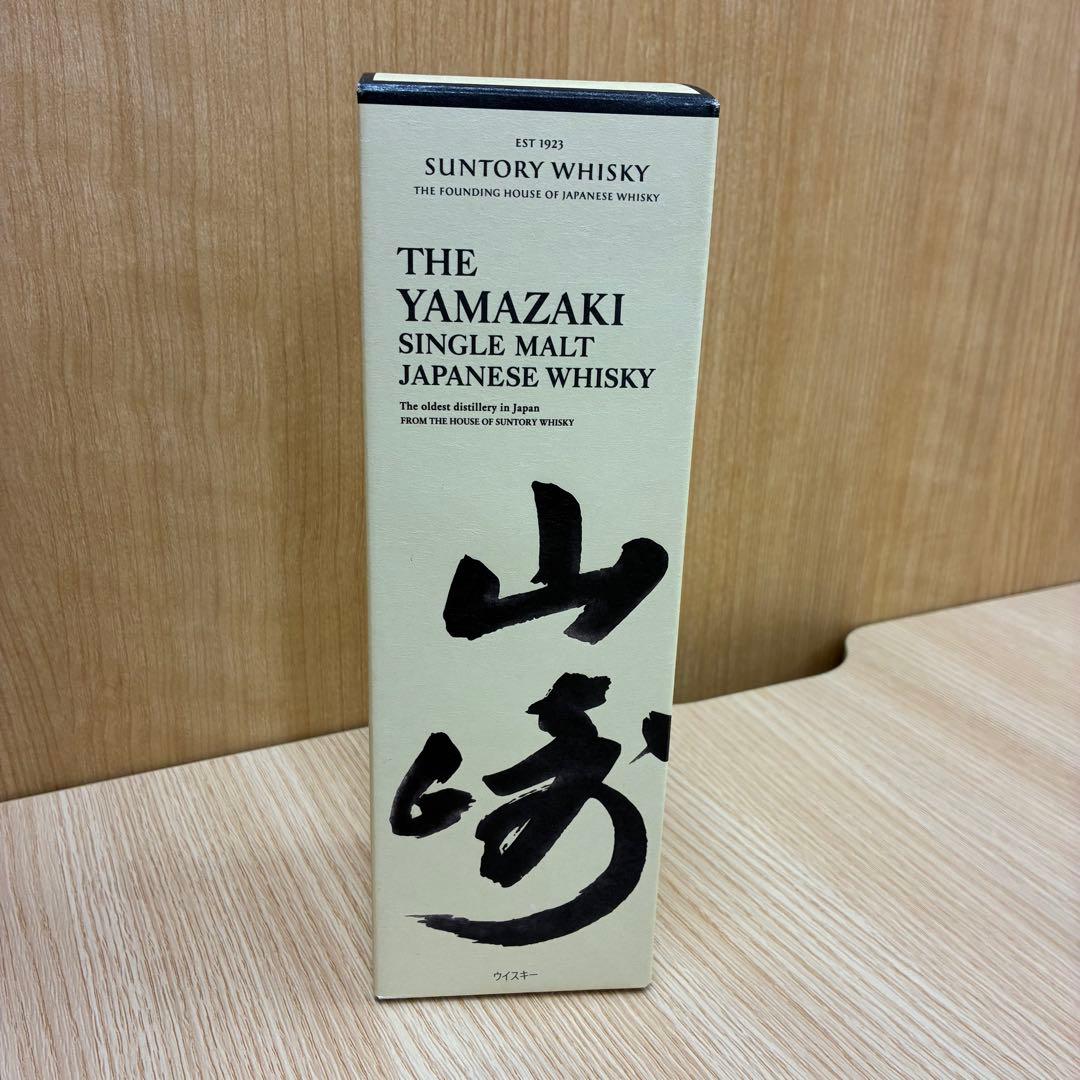 EST 1923
SUNTORY WHISKY
THE FOUNDING HOUSE OF JAPANESE WHISKY
THE
YAMAZAKI
SINGLE MALT
JAPANESE WHISKY
The oldest distillery in Japan
FROM THE HOUSE OF SUNTORY WHISKY
山
崎
ウイスキー